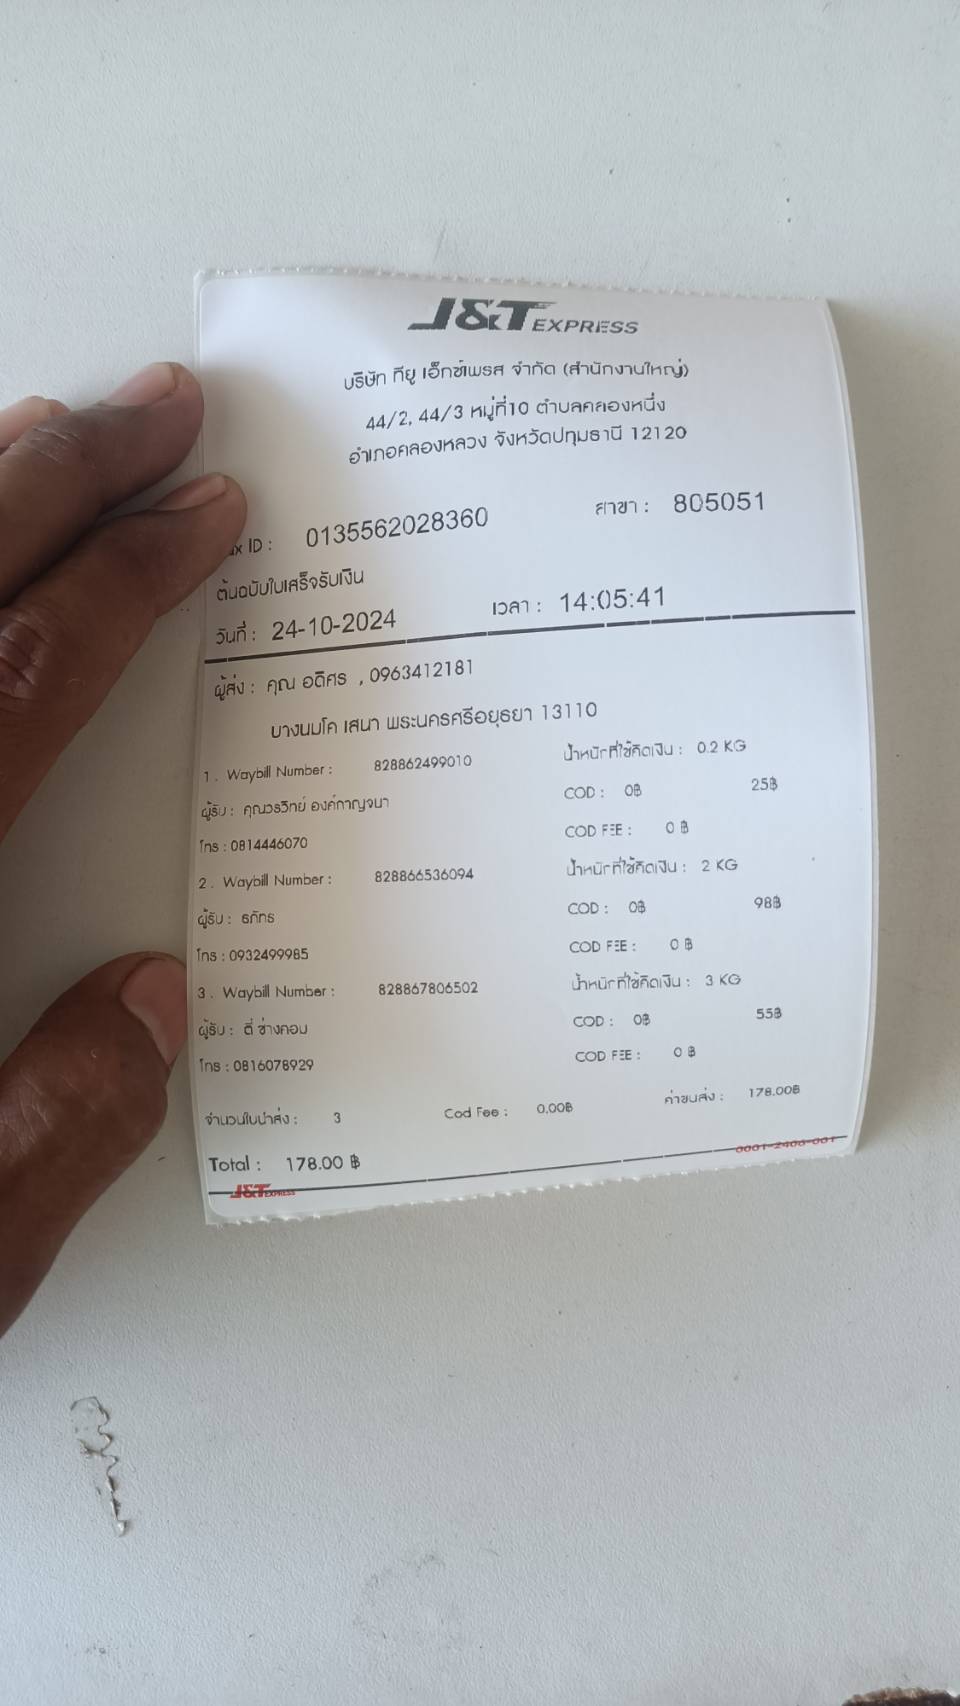 J&T EXPRESS
บริษัท ทียู เอ็กซ์เพรส จำกัด (สำนักงานใหญ่)
44/2, 44/3 หมู่ที่10 ตำบลคลองหนึ่ง
อำเภอคลองหลวง จังหวัดปทุมธานี 12120
ax ID : 0135562028360 สาขา : 805051
ต้นฉบับใบเสร็จรับเงิน
วันที่ : 24-10-2024 เวลา : 14:05:41
ผู้ส่ง : คุณ อดิศร , 0963412181
บางนมโค เสนา พระนครศรีอยุธยา 13110
1 . Waybill Number : 828862499010 น้ำหนักที่ใช้คิดเงิน : 0.2 KG
ผู้รับ : คุณวรวิทย์ องค์กาญจนา COD : 0฿ 25฿
โทร : 0814446070 COD FEE : 0 ฿
2 . Waybill Number : 828866536094 น้ำหนักที่ใช้คิดเงิน : 2 KG
ผู้รับ : ธภัทร COD : 0฿ 98฿
โทร : 0932499985 COD FEE : 0 ฿
3 . Waybill Number : 828867806502 น้ำหนักที่ใช้คิดเงิน : 3 KG
ผู้รับ : ตี๋ ช่างคอม COD : 0฿ 55฿
โทร : 0816078929 COD FEE : 0 ฿
จำนวนใบนำส่ง : 3 Cod Fee : 0.00฿ ค่าขนส่ง : 178.00฿
Total : 178.00 ฿
J&T EXPRESS